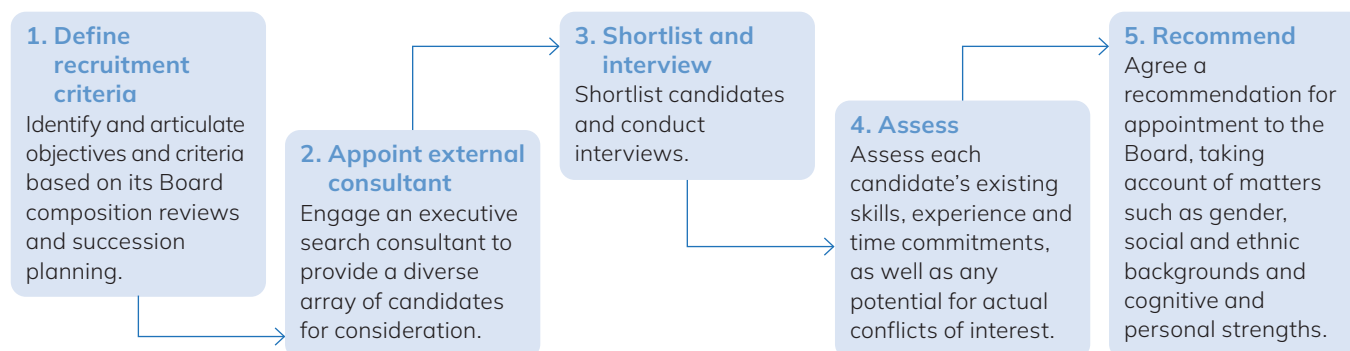 1. Define
recruitment
criteria
Identify and articulate
objectives and criteria
based on its Board
composition reviews
and succession
planning.
2. Appoint external
consultant
Engage an executive
search consultant to
provide a diverse
array of candidates
for consideration.
3. Shortlist and
interview
Shortlist candidates
and conduct
interviews.
4. Assess
Assess each
candidate’s existing
skills, experience and
time commitments,
as well as any
potential for actual
conflicts of interest.
5. Recommend
Agree a
recommendation for
appointment to the
Board, taking
account of matters
such as gender,
social and ethnic
backgrounds and
cognitive and
personal strengths.